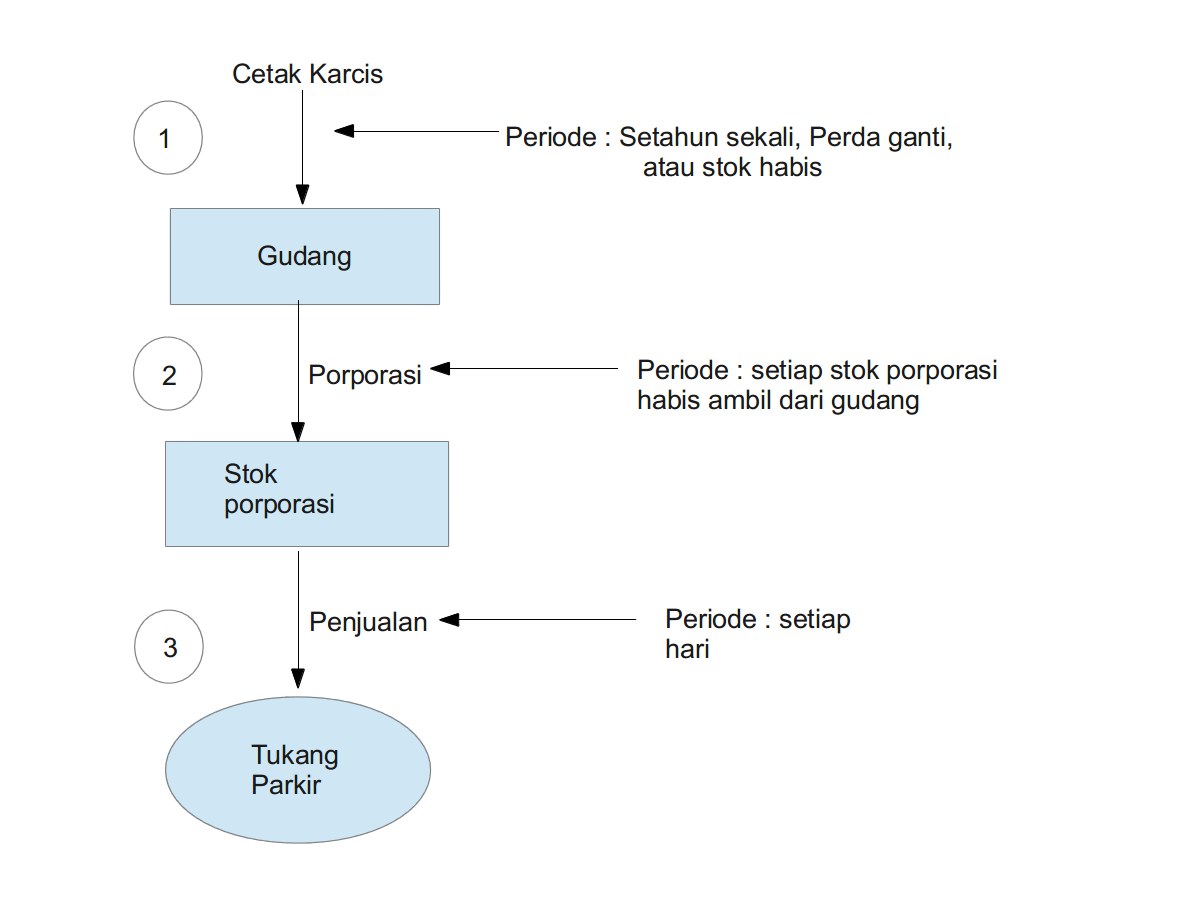 Cetak Karcis
1
Periode : Setahun sekali, Perda ganti,
atau stok habis
Gudang
2
Porporasi
Periode : setiap stok porporasi
habis ambil dari gudang
Stok
porporasi
3
Penjualan
Periode : setiap
hari
Tukang
Parkir